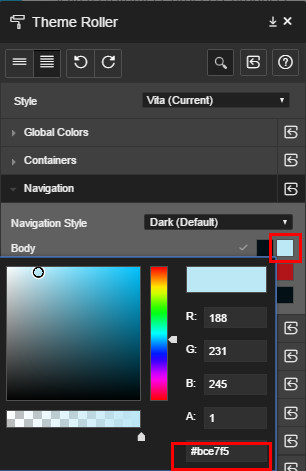 Theme Roller
Style
Vita (Current)
Global Colors
Containers
Navigation
Navigation Style
Dark (Default)
Body
R: 188
G: 231
B: 245
A: 1
#bce7f5